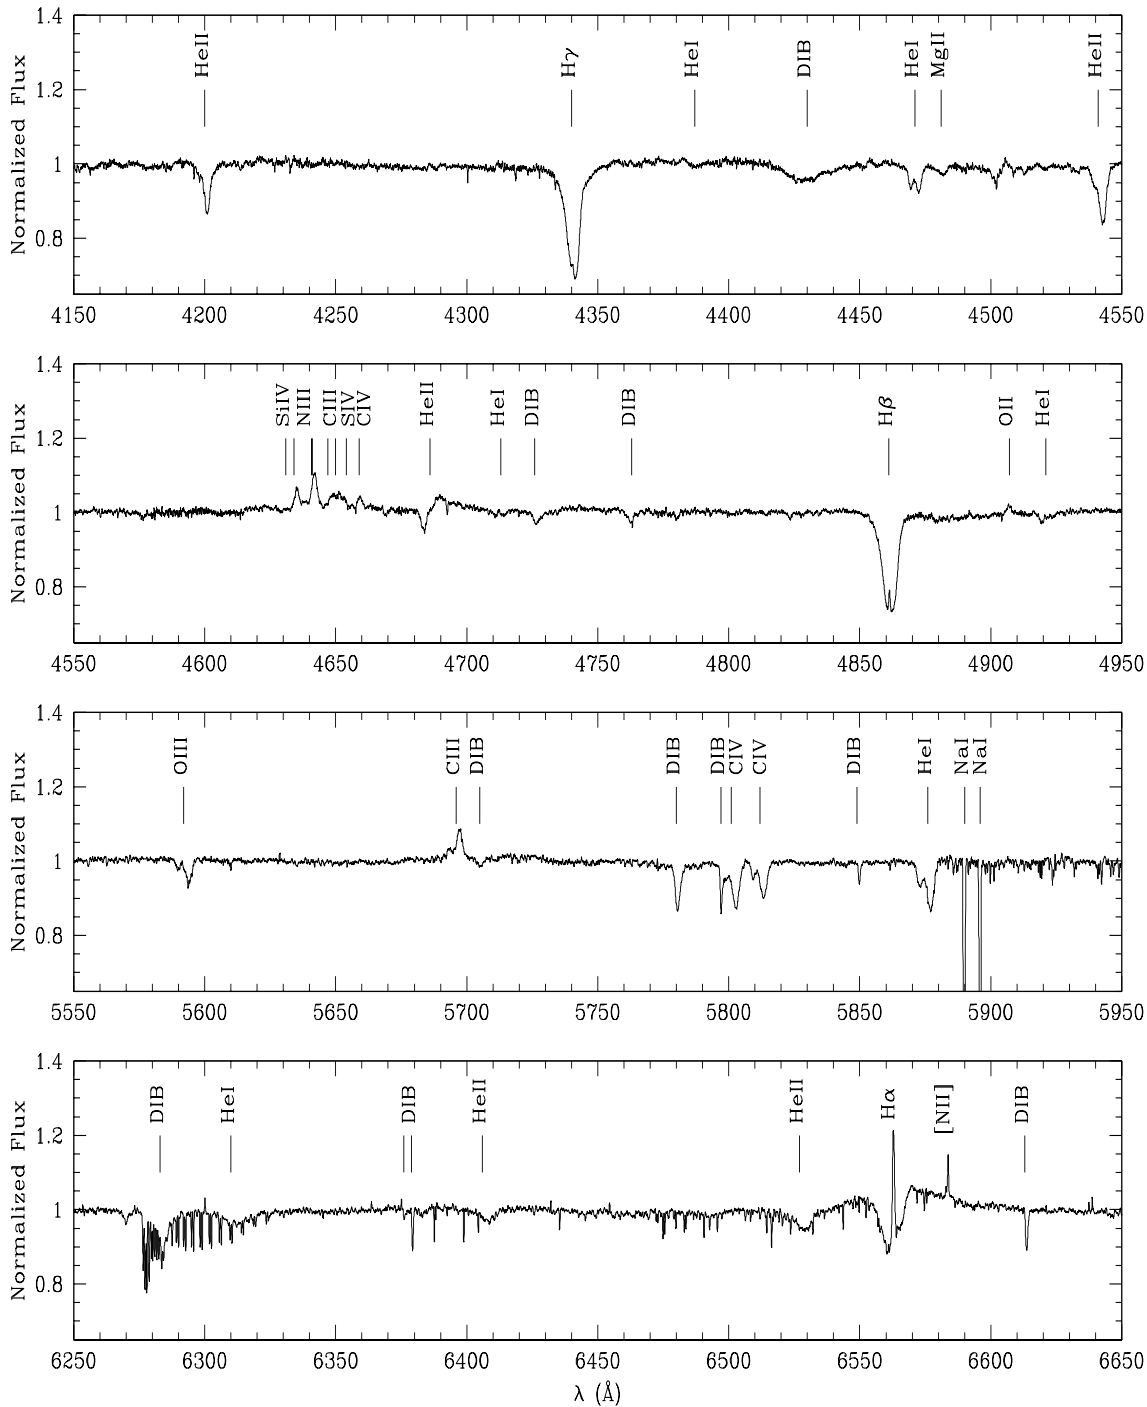 Normalized Flux
1.4
1.2
1
0.8
HeII
Hγ
HeI
DIB
HeI
MgII
HeII
4150 4200 4250 4300 4350 4400 4450 4500 4550
Normalized Flux
1.4
1.2
1
0.8
SiIV
NIII
CIII
SIV
CIV
HeII
HeI
DIB
DIB
Hβ
OII
HeI
4550 4600 4650 4700 4750 4800 4850 4900 4950
Normalized Flux
1.4
1.2
1
0.8
OIII
CIII
DIB
DIB
DIB
CIV
CIV
DIB
HeI
NaI
NaI
5550 5600 5650 5700 5750 5800 5850 5900 5950
Normalized Flux
1.4
1.2
1
0.8
DIB
HeI
DIB
HeII
HeII
Hα
[NII]
DIB
6250 6300 6350 6400 6450 6500 6550 6600 6650
λ (Å)